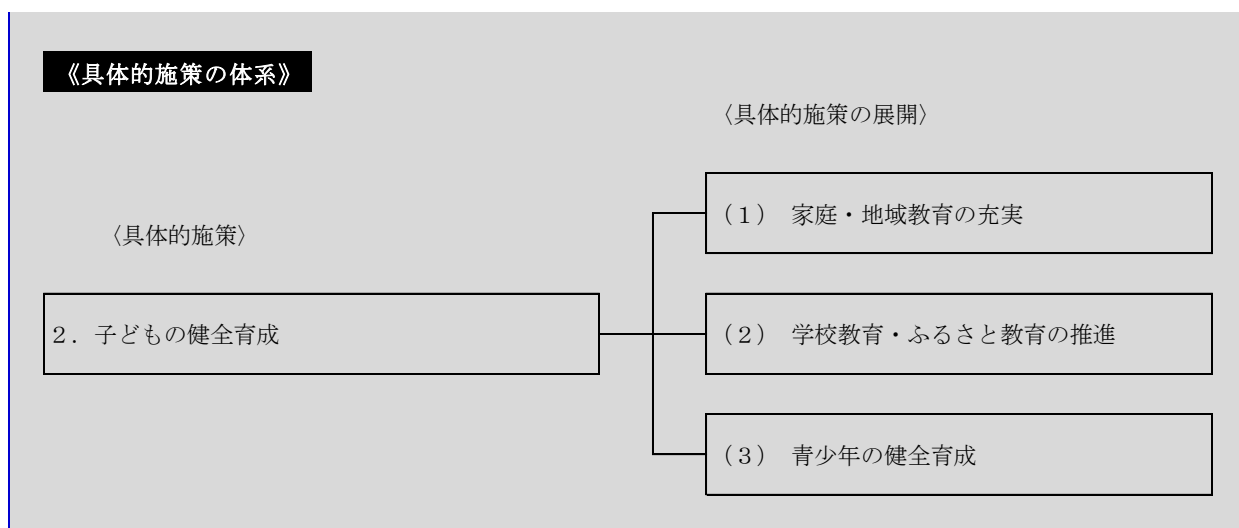 《具体的施策の体系》
〈具体的施策の展開〉
（１） 家庭・地域教育の充実
〈具体的施策〉
２．子どもの健全育成
（２） 学校教育・ふるさと教育の推進
（３） 青少年の健全育成